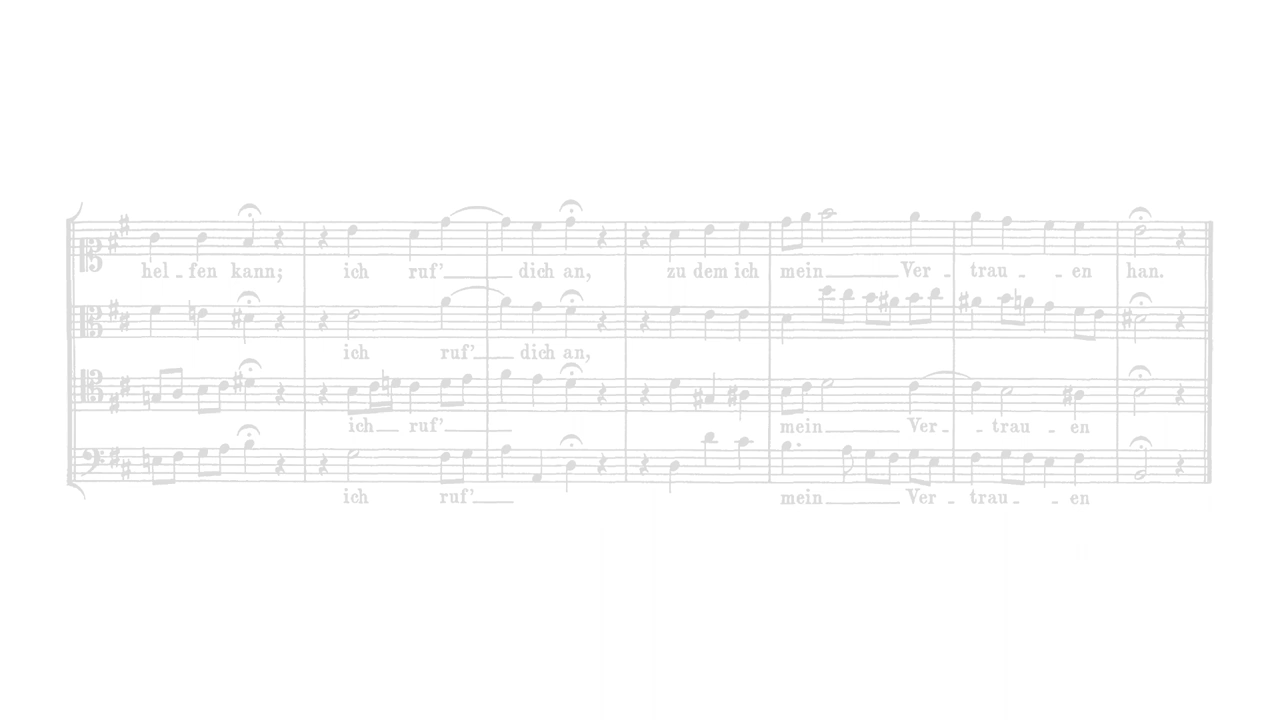 hel - fen kann; ich ruf' dich an, zu dem ich mein Ver - trau - - en han.
ich ruf' dich an,
ich ruf' mein Ver - - trau - en
ich ruf' mein Ver - trau - - en